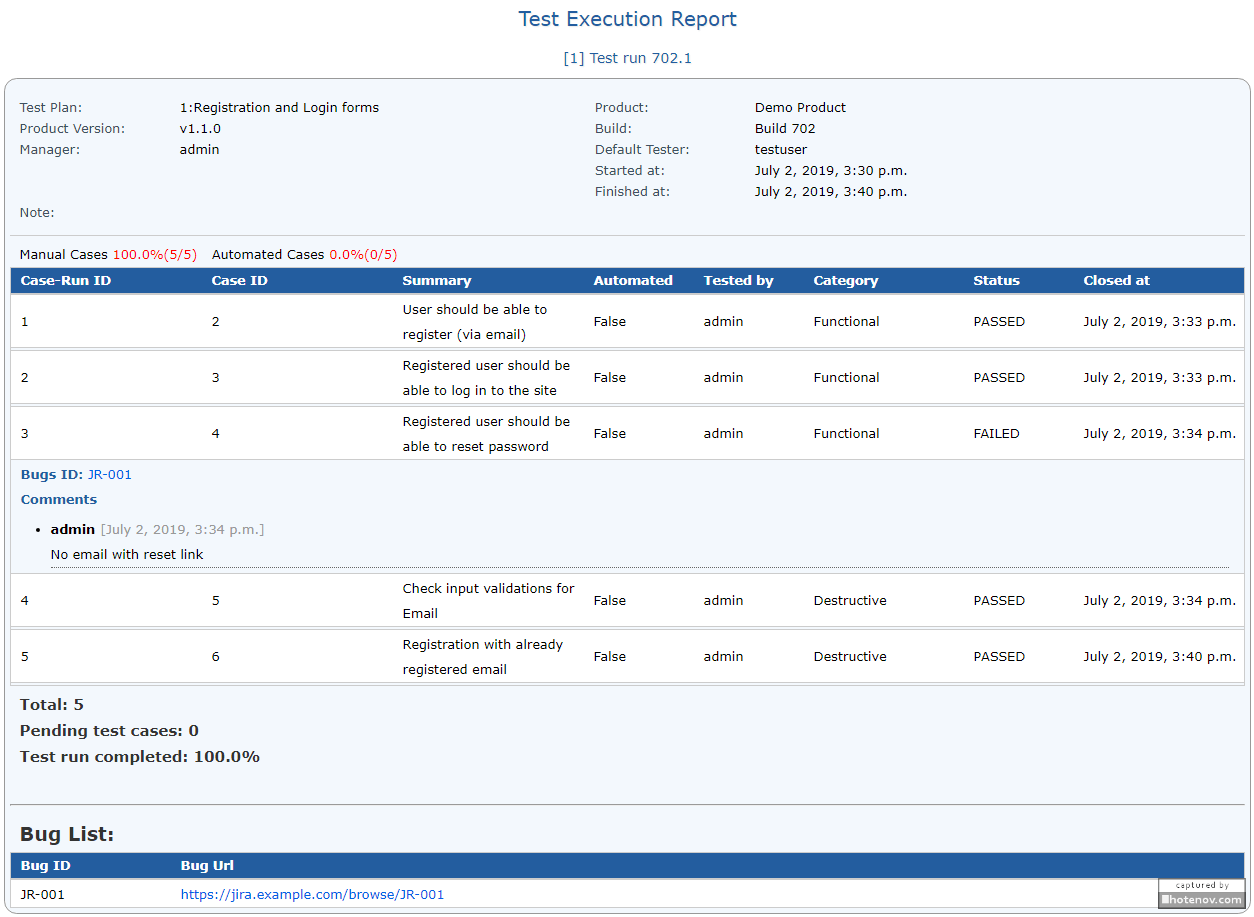 Test Execution Report
[1] Test run 702.1
Test Plan: 1:Registration and Login forms Product: Demo Product
Product Version: v1.1.0 Build: Build 702
Manager: admin Default Tester: testuser
Started at: July 2, 2019, 3:30 p.m.
Finished at: July 2, 2019, 3:40 p.m.
Note:
Manual Cases 100.0%(5/5) Automated Cases 0.0%(0/5)
Case-Run ID Case ID Summary Automated Tested by Category Status Closed at
1 2 User should be able to register (via email) False admin Functional PASSED July 2, 2019, 3:33 p.m.
2 3 Registered user should be able to log in to the site False admin Functional PASSED July 2, 2019, 3:33 p.m.
3 4 Registered user should be able to reset password False admin Functional FAILED July 2, 2019, 3:34 p.m.
Bugs ID: JR-001
Comments
• admin [July 2, 2019, 3:34 p.m.]
No email with reset link
4 5 Check input validations for Email False admin Destructive PASSED July 2, 2019, 3:34 p.m.
5 6 Registration with already registered email False admin Destructive PASSED July 2, 2019, 3:40 p.m.
Total: 5
Pending test cases: 0
Test run completed: 100.0%
Bug List:
Bug ID Bug Url
JR-001 https://jira.example.com/browse/JR-001
captured by
hotenov.com